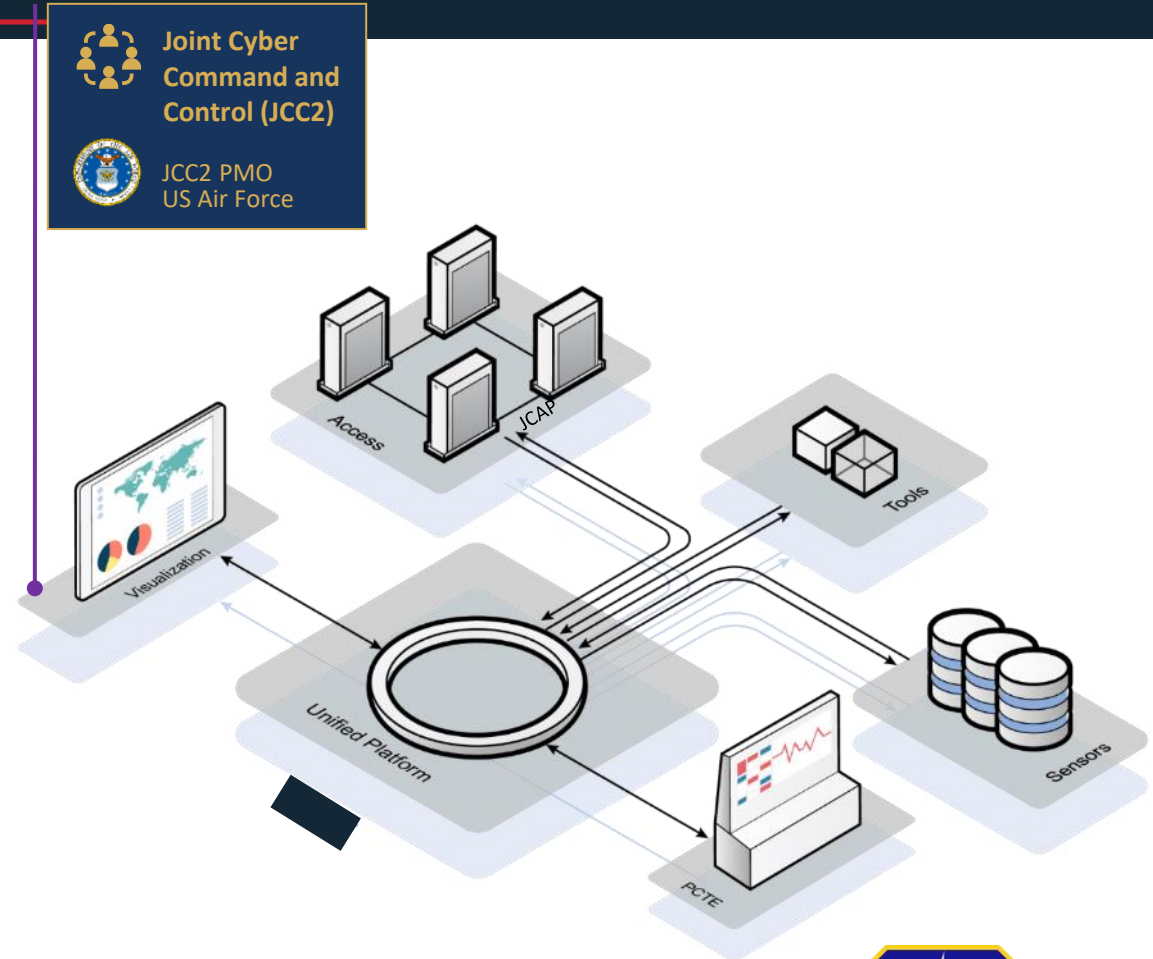 Joint Cyber
Command and
Control (JCC2)
JCC2 PMO
US Air Force
Access
JCAP
Tools
Visualization
Unified Platform
Sensors
PCTE